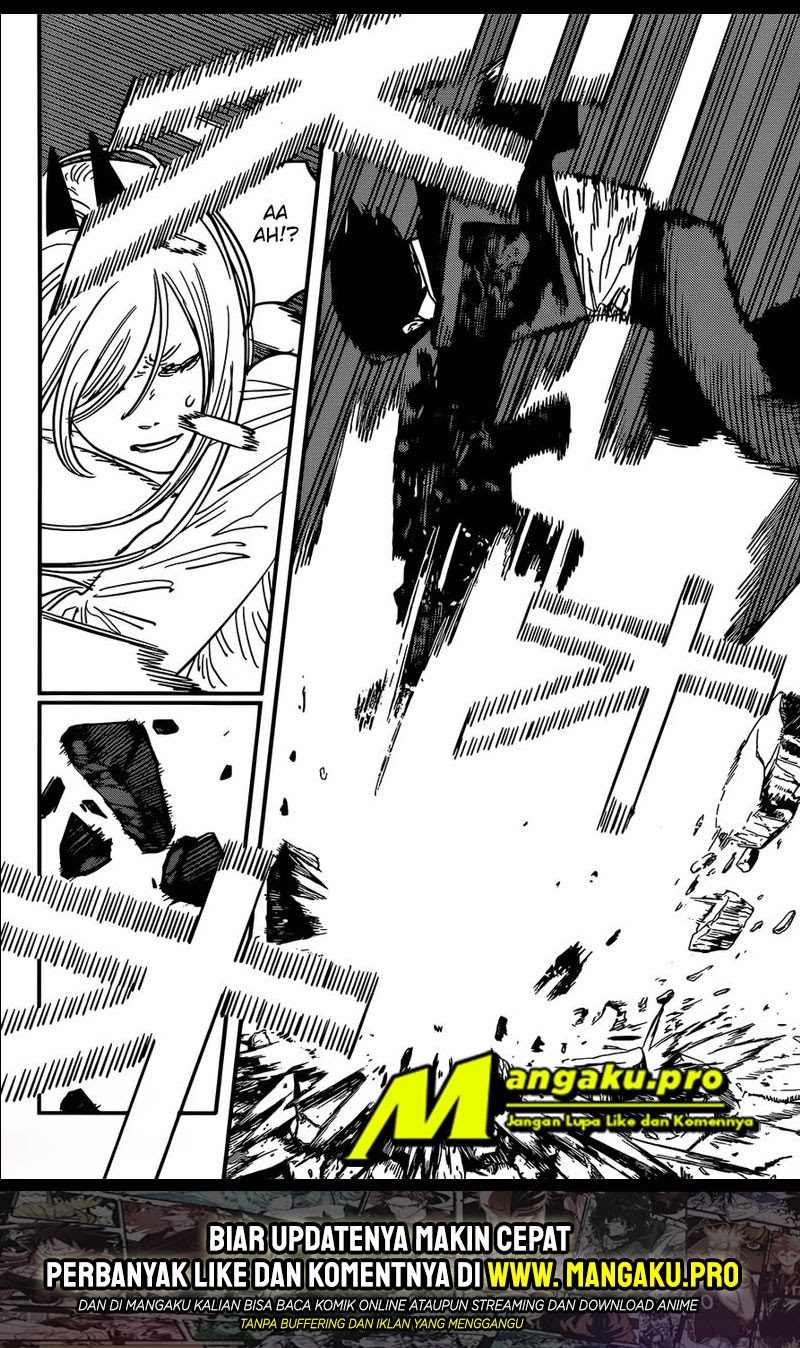 AA
AH!?
Mangaku.pro
Jangan Lupa Like dan Komennya
BIAR UPDATENYA MAKIN CEPAT
PERBANYAK LIKE DAN KOMENTNYA DI WWW. MANGAKU.PRO
DAN DI MANGAKU KALIAN BISA BACA KOMIK ONLINE ATAUPUN STREAMING DAN DOWNLOAD ANIME
TANPA BUFFERING DAN IKLAN YANG MENGGANGU